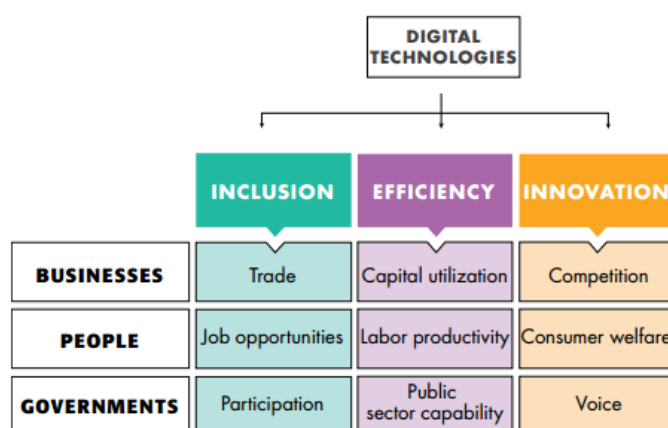 DIGITAL
TECHNOLOGIES
INCLUSION EFFICIENCY INNOVATION
BUSINESSES Trade Capital utilization Competition
PEOPLE Job opportunities Labor productivity Consumer welfare
GOVERNMENTS Participation Public
sector capability Voice